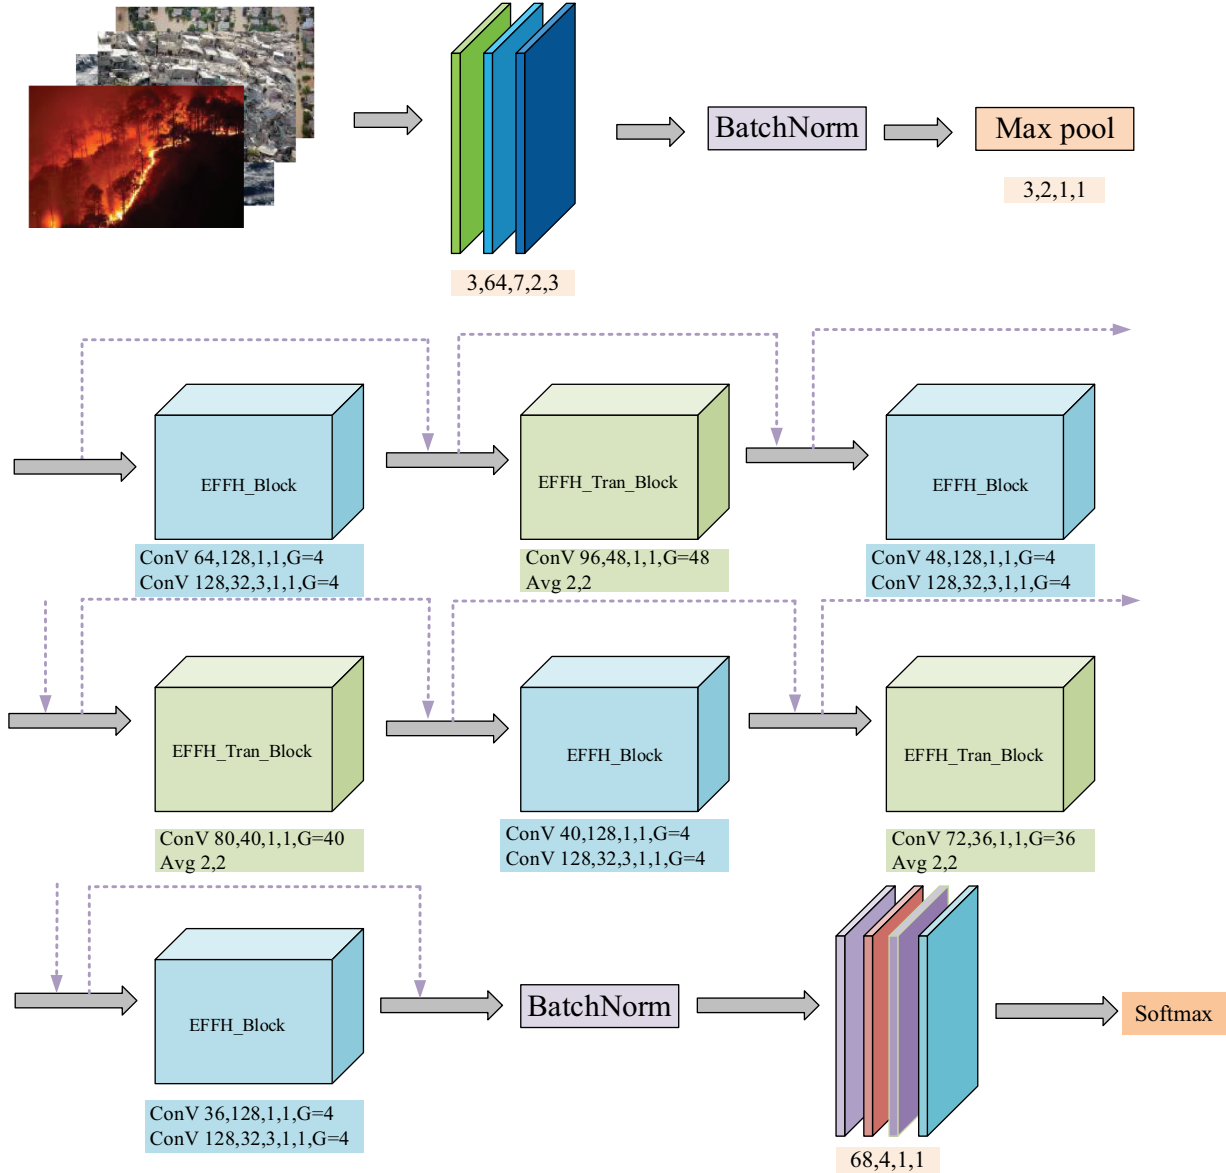 BatchNorm
Max pool
3,2,1,1
3,64,7,2,3
EFFH_Block
EFFH_Tran_Block
EFFH_Block
ConV 64,128,1,1,G=4
ConV 128,32,3,1,1,G=4
ConV 96,48,1,1,G=48
Avg 2,2
ConV 48,128,1,1,G=4
ConV 128,32,3,1,1,G=4
EFFH_Tran_Block
EFFH_Block
EFFH_Tran_Block
ConV 80,40,1,1,G=40
Avg 2,2
ConV 40,128,1,1,G=4
ConV 128,32,3,1,1,G=4
ConV 72,36,1,1,G=36
Avg 2,2
EFFH_Block
BatchNorm
Softmax
ConV 36,128,1,1,G=4
ConV 128,32,3,1,1,G=4
68,4,1,1